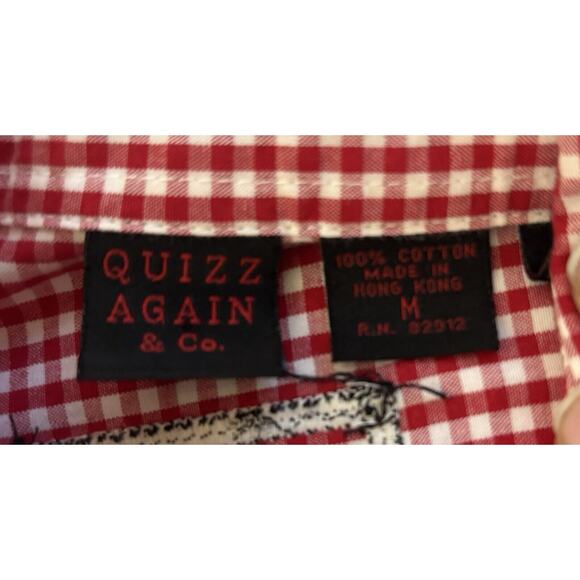 QUIZZ
AGAIN
& Co.
100% COTTON
MADE IN
HONG KONG
M
R.N. 82912